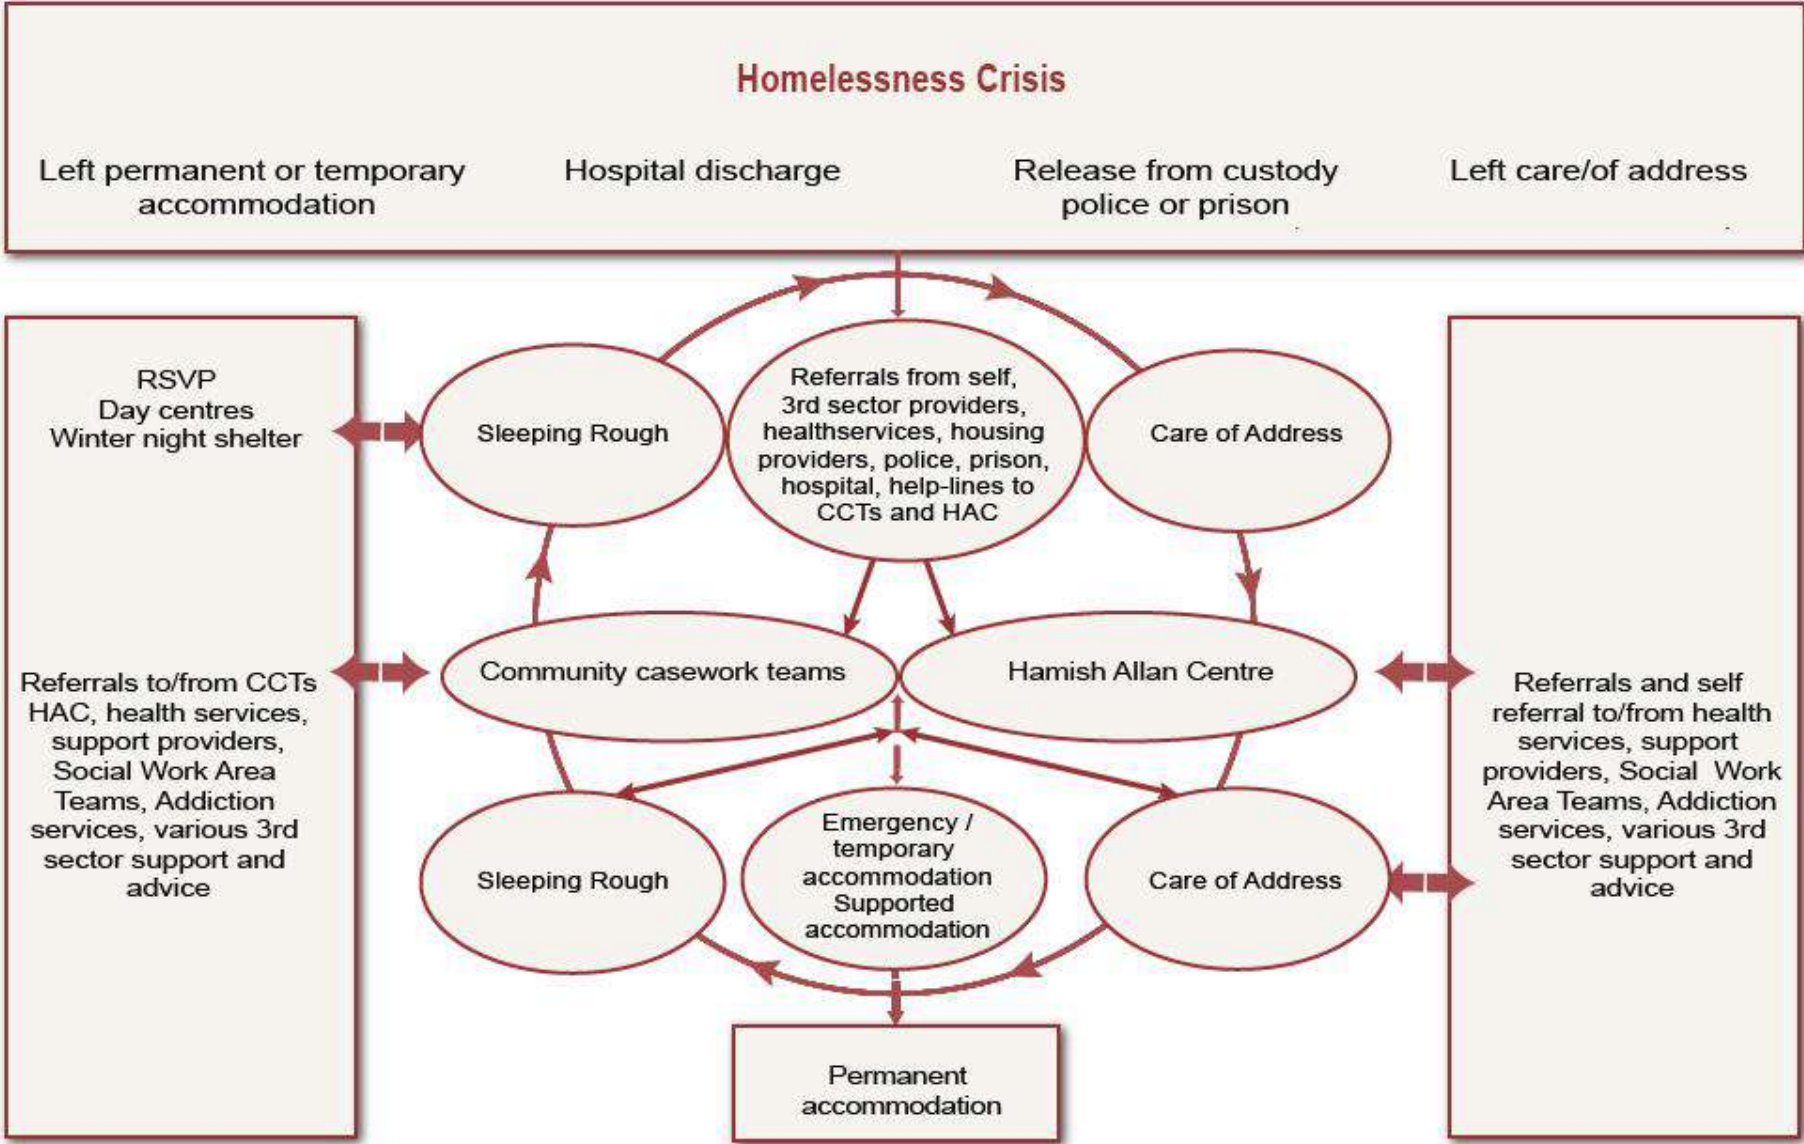 Homelessness Crisis
Left permanent or temporary
accommodation
Hospital discharge
Release from custody
police or prison
Left care/of address
RSVP
Day centres
Winter night shelter
Sleeping Rough
Referrals from self,
3rd sector providers,
healthservices, housing
providers, police, prison,
hospital, help-lines to
CCTs and HAC
Care of Address
Community casework teams
Hamish Allan Centre
Referrals to/from CCTs
HAC, health services,
support providers,
Social Work Area
Teams, Addiction
services, various 3rd
sector support and
advice
Sleeping Rough
Emergency /
temporary
accommodation
Supported
accommodation
Care of Address
Referrals and self
referral to/from health
services, support
providers, Social Work
Area Teams, Addiction
services, various 3rd
sector support and
advice
Permanent
accommodation